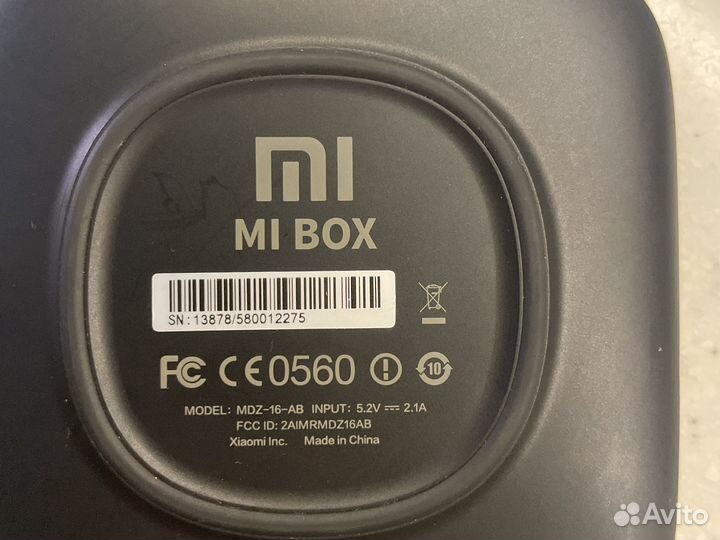 MI
MI BOX
SN: 13878/580012275
FC CE0560 10
MODEL: MDZ-16-AB INPUT: 5.2V⎓2.1A
FCC ID: 2AIMRMDZ16AB
Xiaomi Inc. Made in China
Avito